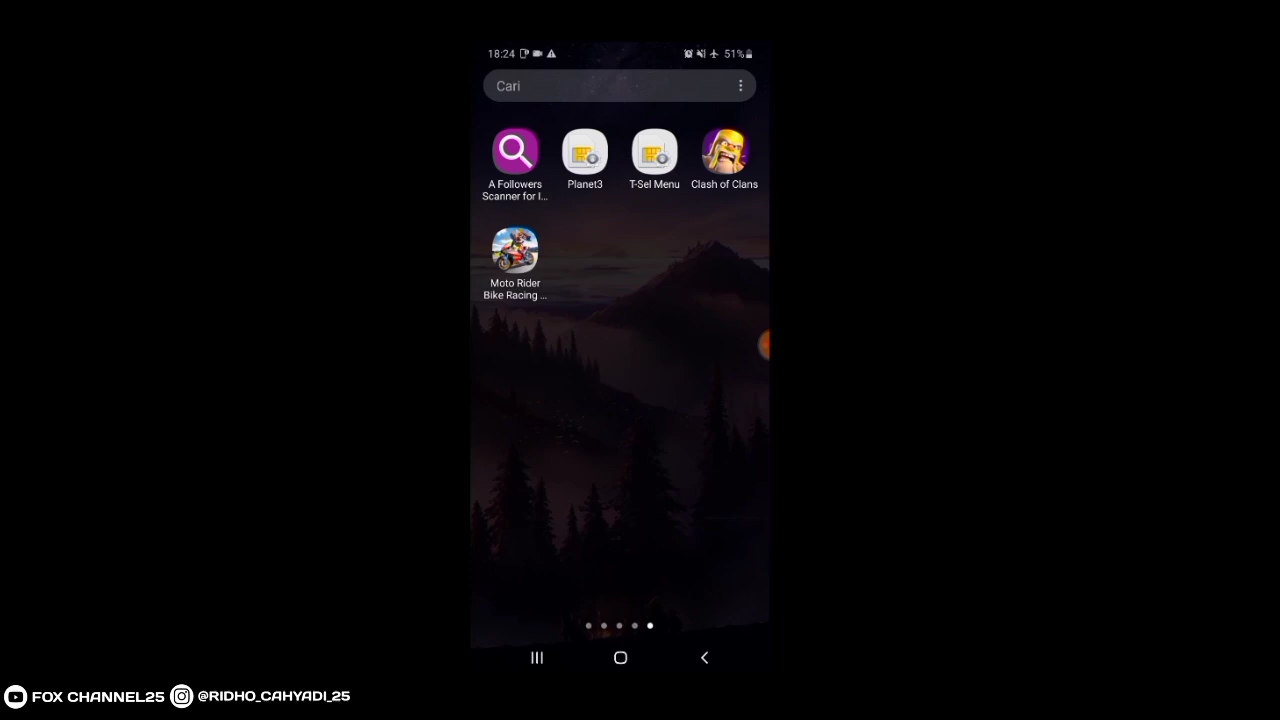 18:24 51%
Cari
A Followers Scanner for I...
Planet3
T-Sel Menu
Clash of Clans
Moto Rider Bike Racing ...
FOX CHANNEL25 @RIDHO_CAHYADI_25